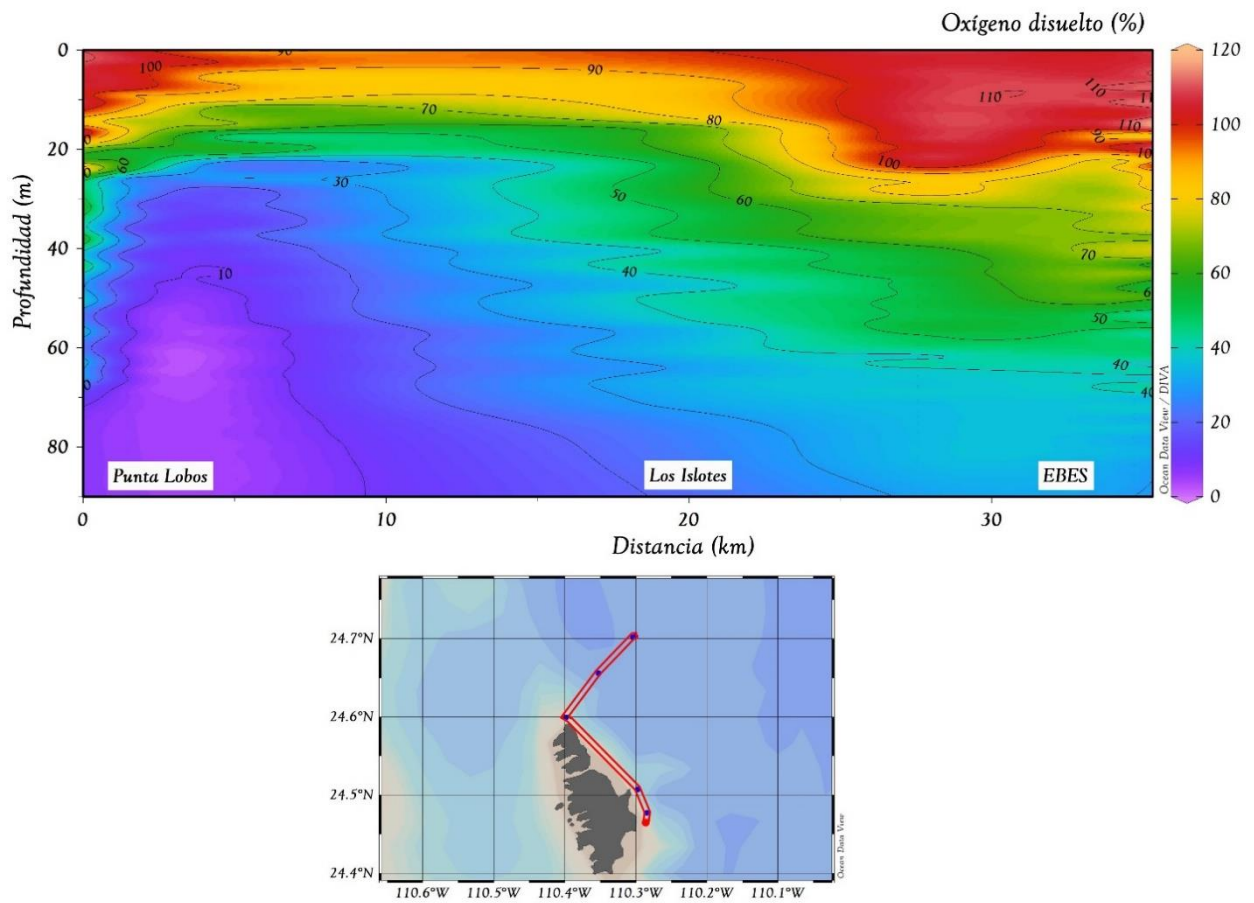 Oxígeno disuelto (%)
0
20
40
60
80
Profundidad (m)
90
100
90
70
80
60
30
50
60
10
40
100
110
110
110
90
70
50
40
Punta Lobos
Los Islotes
EBES
0
10
20
30
Distancia (km)
Ocean Data View / DIVA
120
100
80
60
40
20
0
24.7°N
24.6°N
24.5°N
24.4°N
110.6°W
110.5°W
110.4°W
110.3°W
110.2°W
110.1°W
Ocean Data View